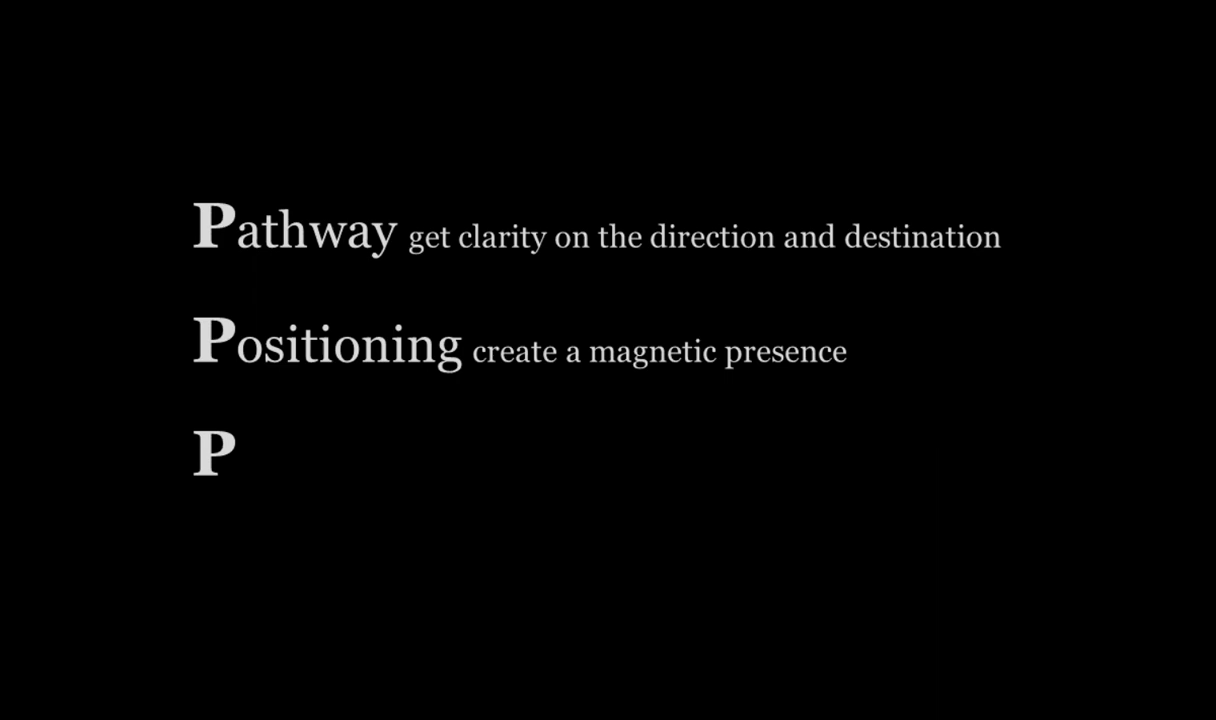 Pathway get clarity on the direction and destination
Positioning create a magnetic presence
P